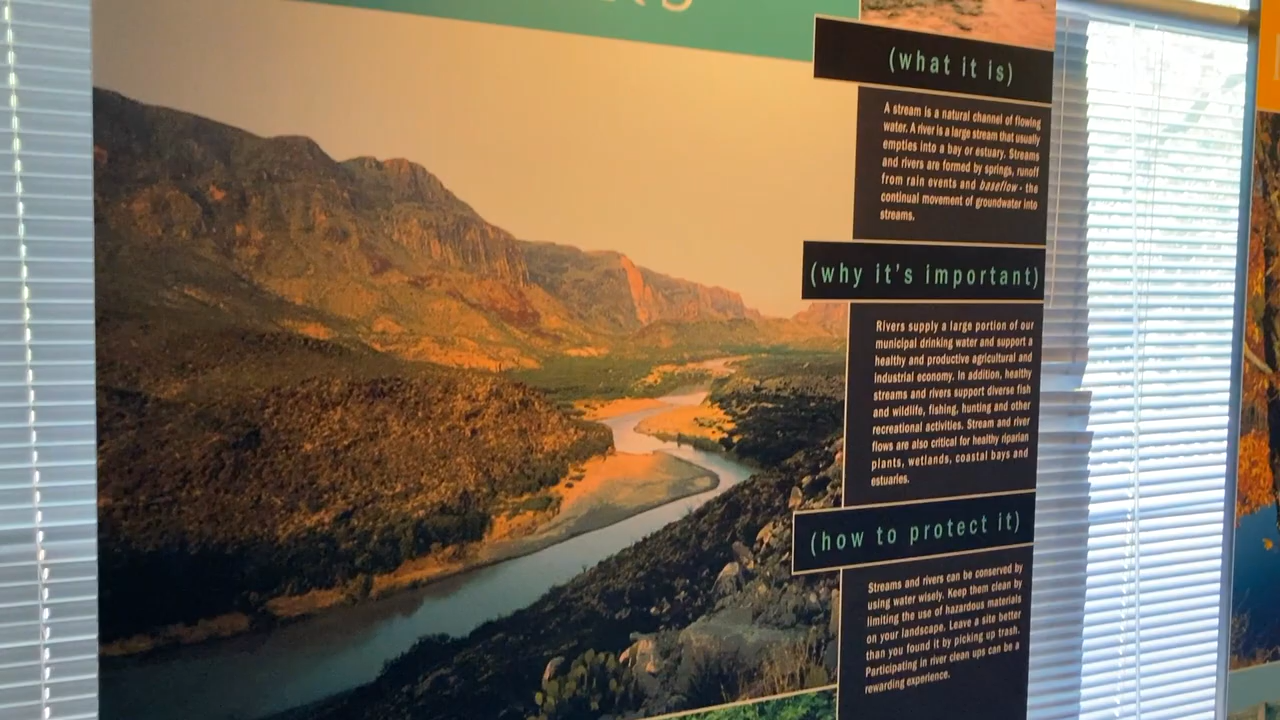 (what it is)
A stream is a natural channel of flowing
water. A river is a large stream that usually
empties into a bay or estuary. Streams
and rivers are formed by springs, runoff
from rain events and baseflow - the
continual movement of groundwater into
streams.
(why it's important)
Rivers supply a large portion of our
municipal drinking water and support a
healthy and productive agricultural and
industrial economy. In addition, healthy
streams and rivers support diverse fish
and wildlife, fishing, hunting and other
recreational activities. Stream and river
flows are also critical for healthy riparian
plants, wetlands, coastal bays and
estuaries.
(how to protect it)
Streams and rivers can be conserved by
using water wisely. Keep them clean by
limiting the use of hazardous materials
on your landscape. Leave a site better
than you found it by picking up trash.
Participating in river clean ups can be a
rewarding experience.